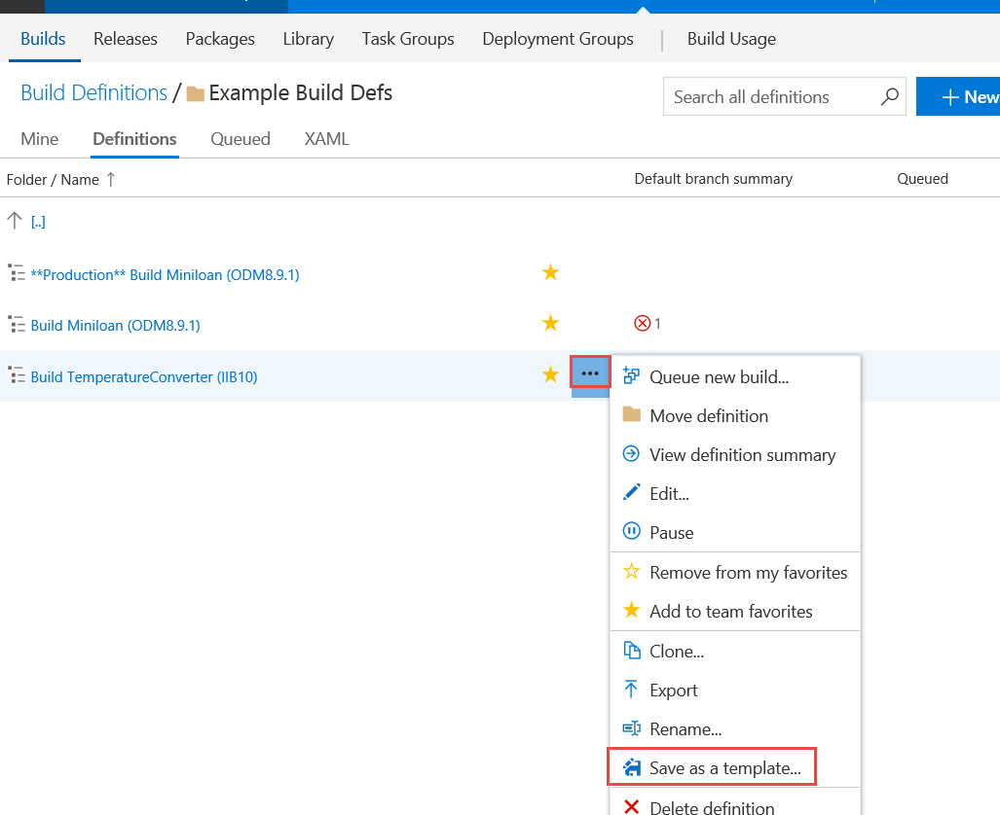 Builds Releases Packages Library Task Groups Deployment Groups | Build Usage
Build Definitions / Example Build Defs
Search all definitions
+ New
Mine Definitions Queued XAML
Folder / Name ↑ Default branch summary Queued
[..]
**Production** Build Miniloan (ODM8.9.1)
Build Miniloan (ODM8.9.1) 1
Build TemperatureConverter (IIB10) ...
Queue new build...
Move definition
View definition summary
Edit...
Pause
Remove from my favorites
Add to team favorites
Clone...
Export
Rename...
Save as a template...
Delete definition